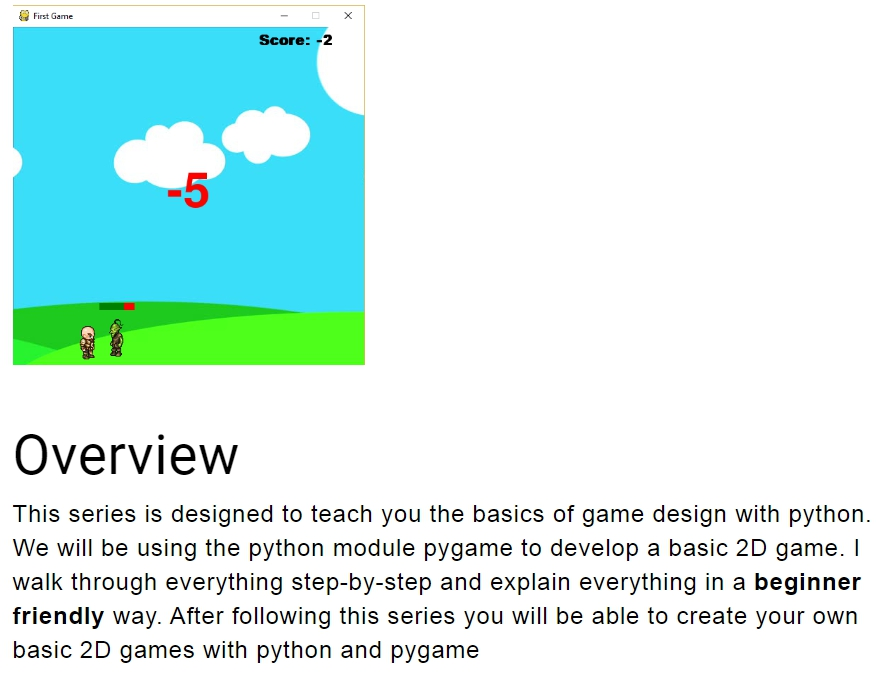 First Game
Score: -2
-5
Overview
This series is designed to teach you the basics of game design with python.
We will be using the python module pygame to develop a basic 2D game. I
walk through everything step-by-step and explain everything in a beginner
friendly way. After following this series you will be able to create your own
basic 2D games with python and pygame